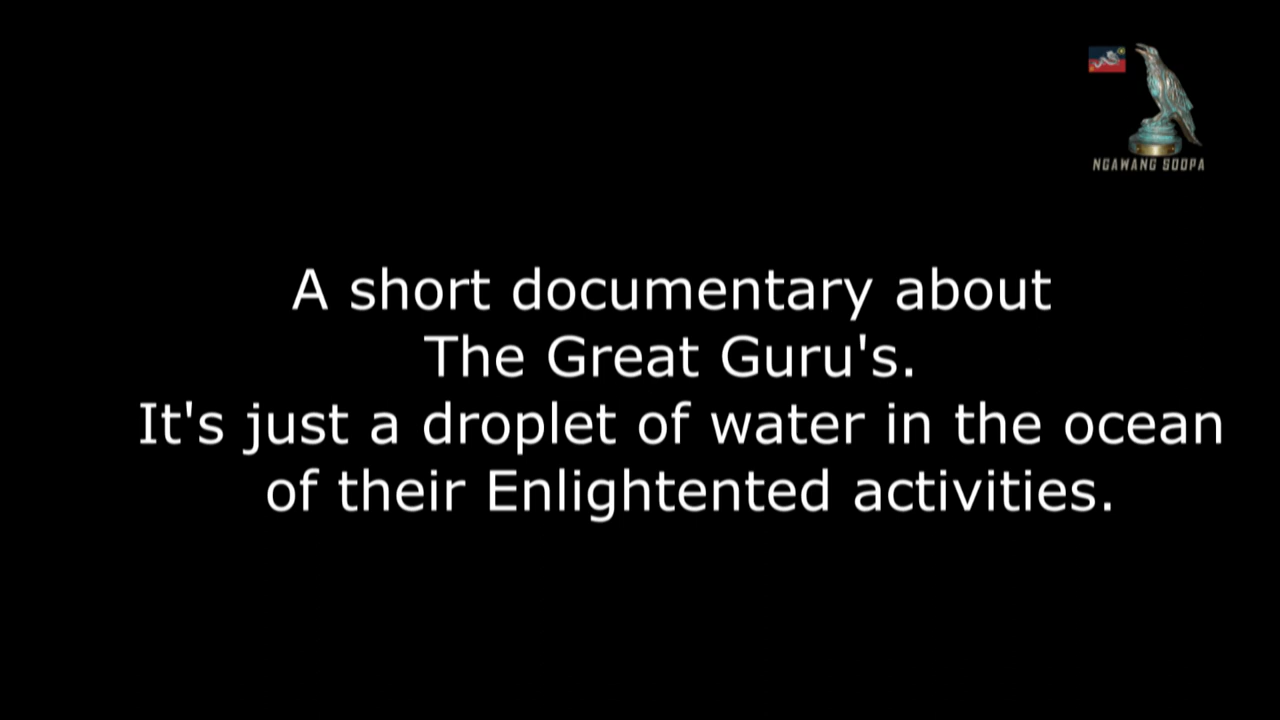 NGAWANG SOOPA
A short documentary about
The Great Guru's.
It's just a droplet of water in the ocean
of their Enlightented activities.